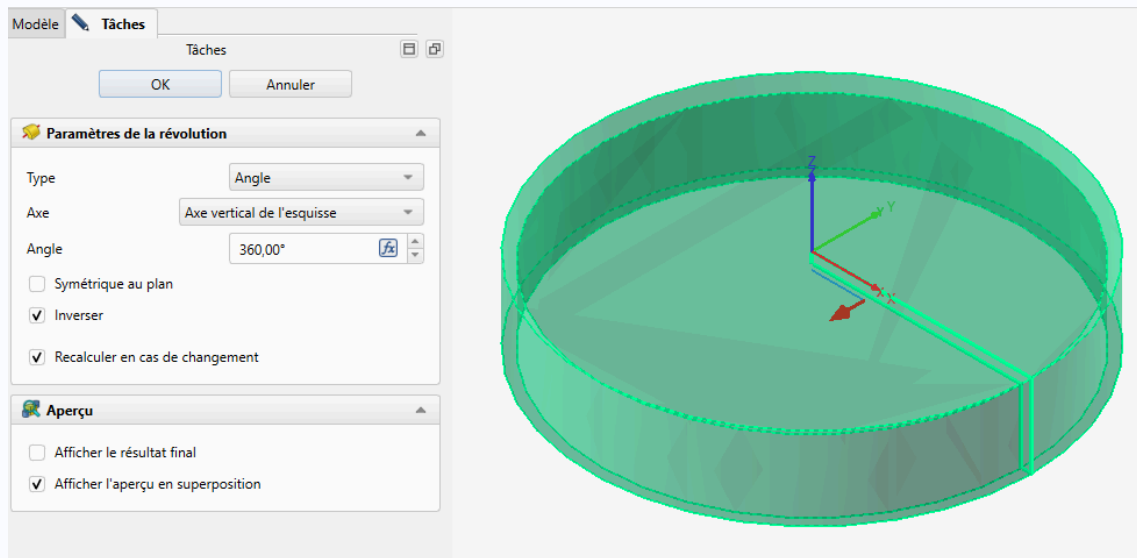 Modèle
Tâches
Tâches
OK
Annuler
Paramètres de la révolution
Type
Angle
Axe
Axe vertical de l'esquisse
Angle
360,00°
fx
Symétrique au plan
Inverser
Recalculer en cas de changement
Aperçu
Afficher le résultat final
Afficher l'aperçu en superposition
Z
Y Y
X X